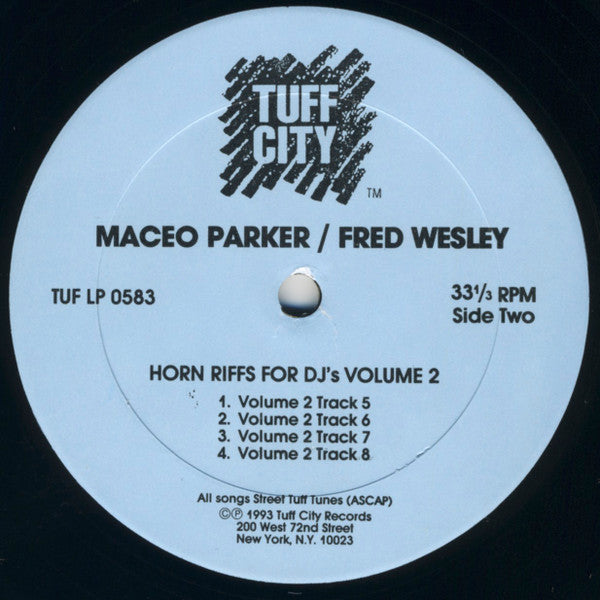 TUFF
CITY
TM
MACEO PARKER / FRED WESLEY
TUF LP 0583
33⅓ RPM
Side Two
HORN RIFFS FOR DJ's VOLUME 2
1. Volume 2 Track 5
2. Volume 2 Track 6
3. Volume 2 Track 7
4. Volume 2 Track 8
All songs Street Tuff Tunes (ASCAP)
©℗ 1993 Tuff City Records
200 West 72nd Street
New York, N.Y. 10023